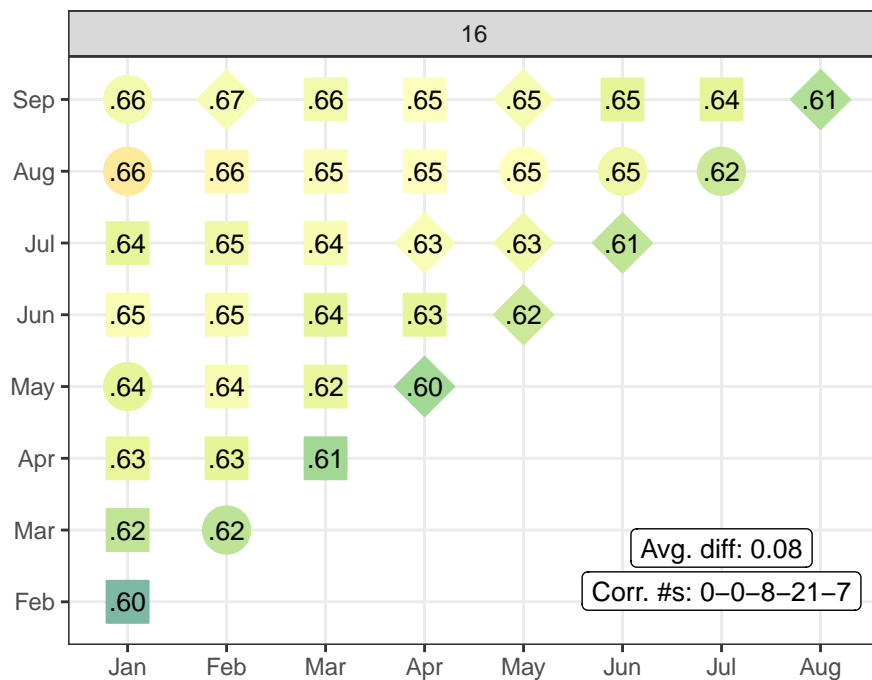 16
Sep .66 .67 .66 .65 .65 .65 .64 .61
Aug .66 .66 .65 .65 .65 .65 .62
Jul .64 .65 .64 .63 .63 .61
Jun .65 .65 .64 .63 .62
May .64 .64 .62 .60
Apr .63 .63 .61
Mar .62 .62
Avg. diff: 0.08
Feb .60
Corr. #s: 0−0−8−21−7
Jan Feb Mar Apr May Jun Jul Aug